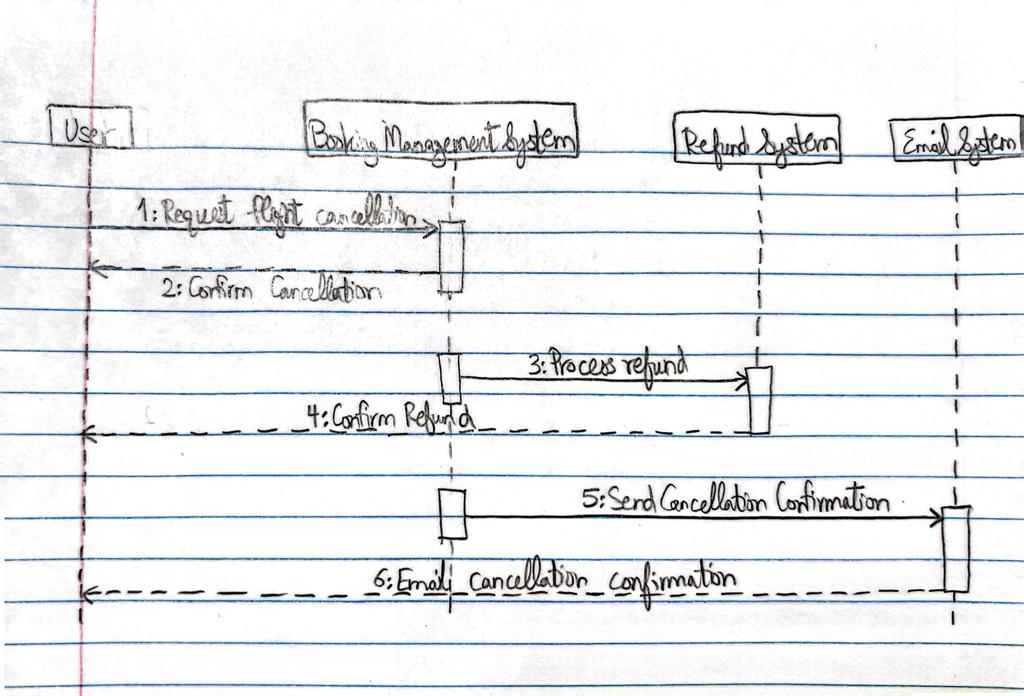 User
Booking Management System
Refund System
Email System
1: Request flight cancellation
2: Confirm Cancellation
3: Process refund
4: Confirm Refund
5: Send Cancellation Confirmation
6: Email cancellation confirmation